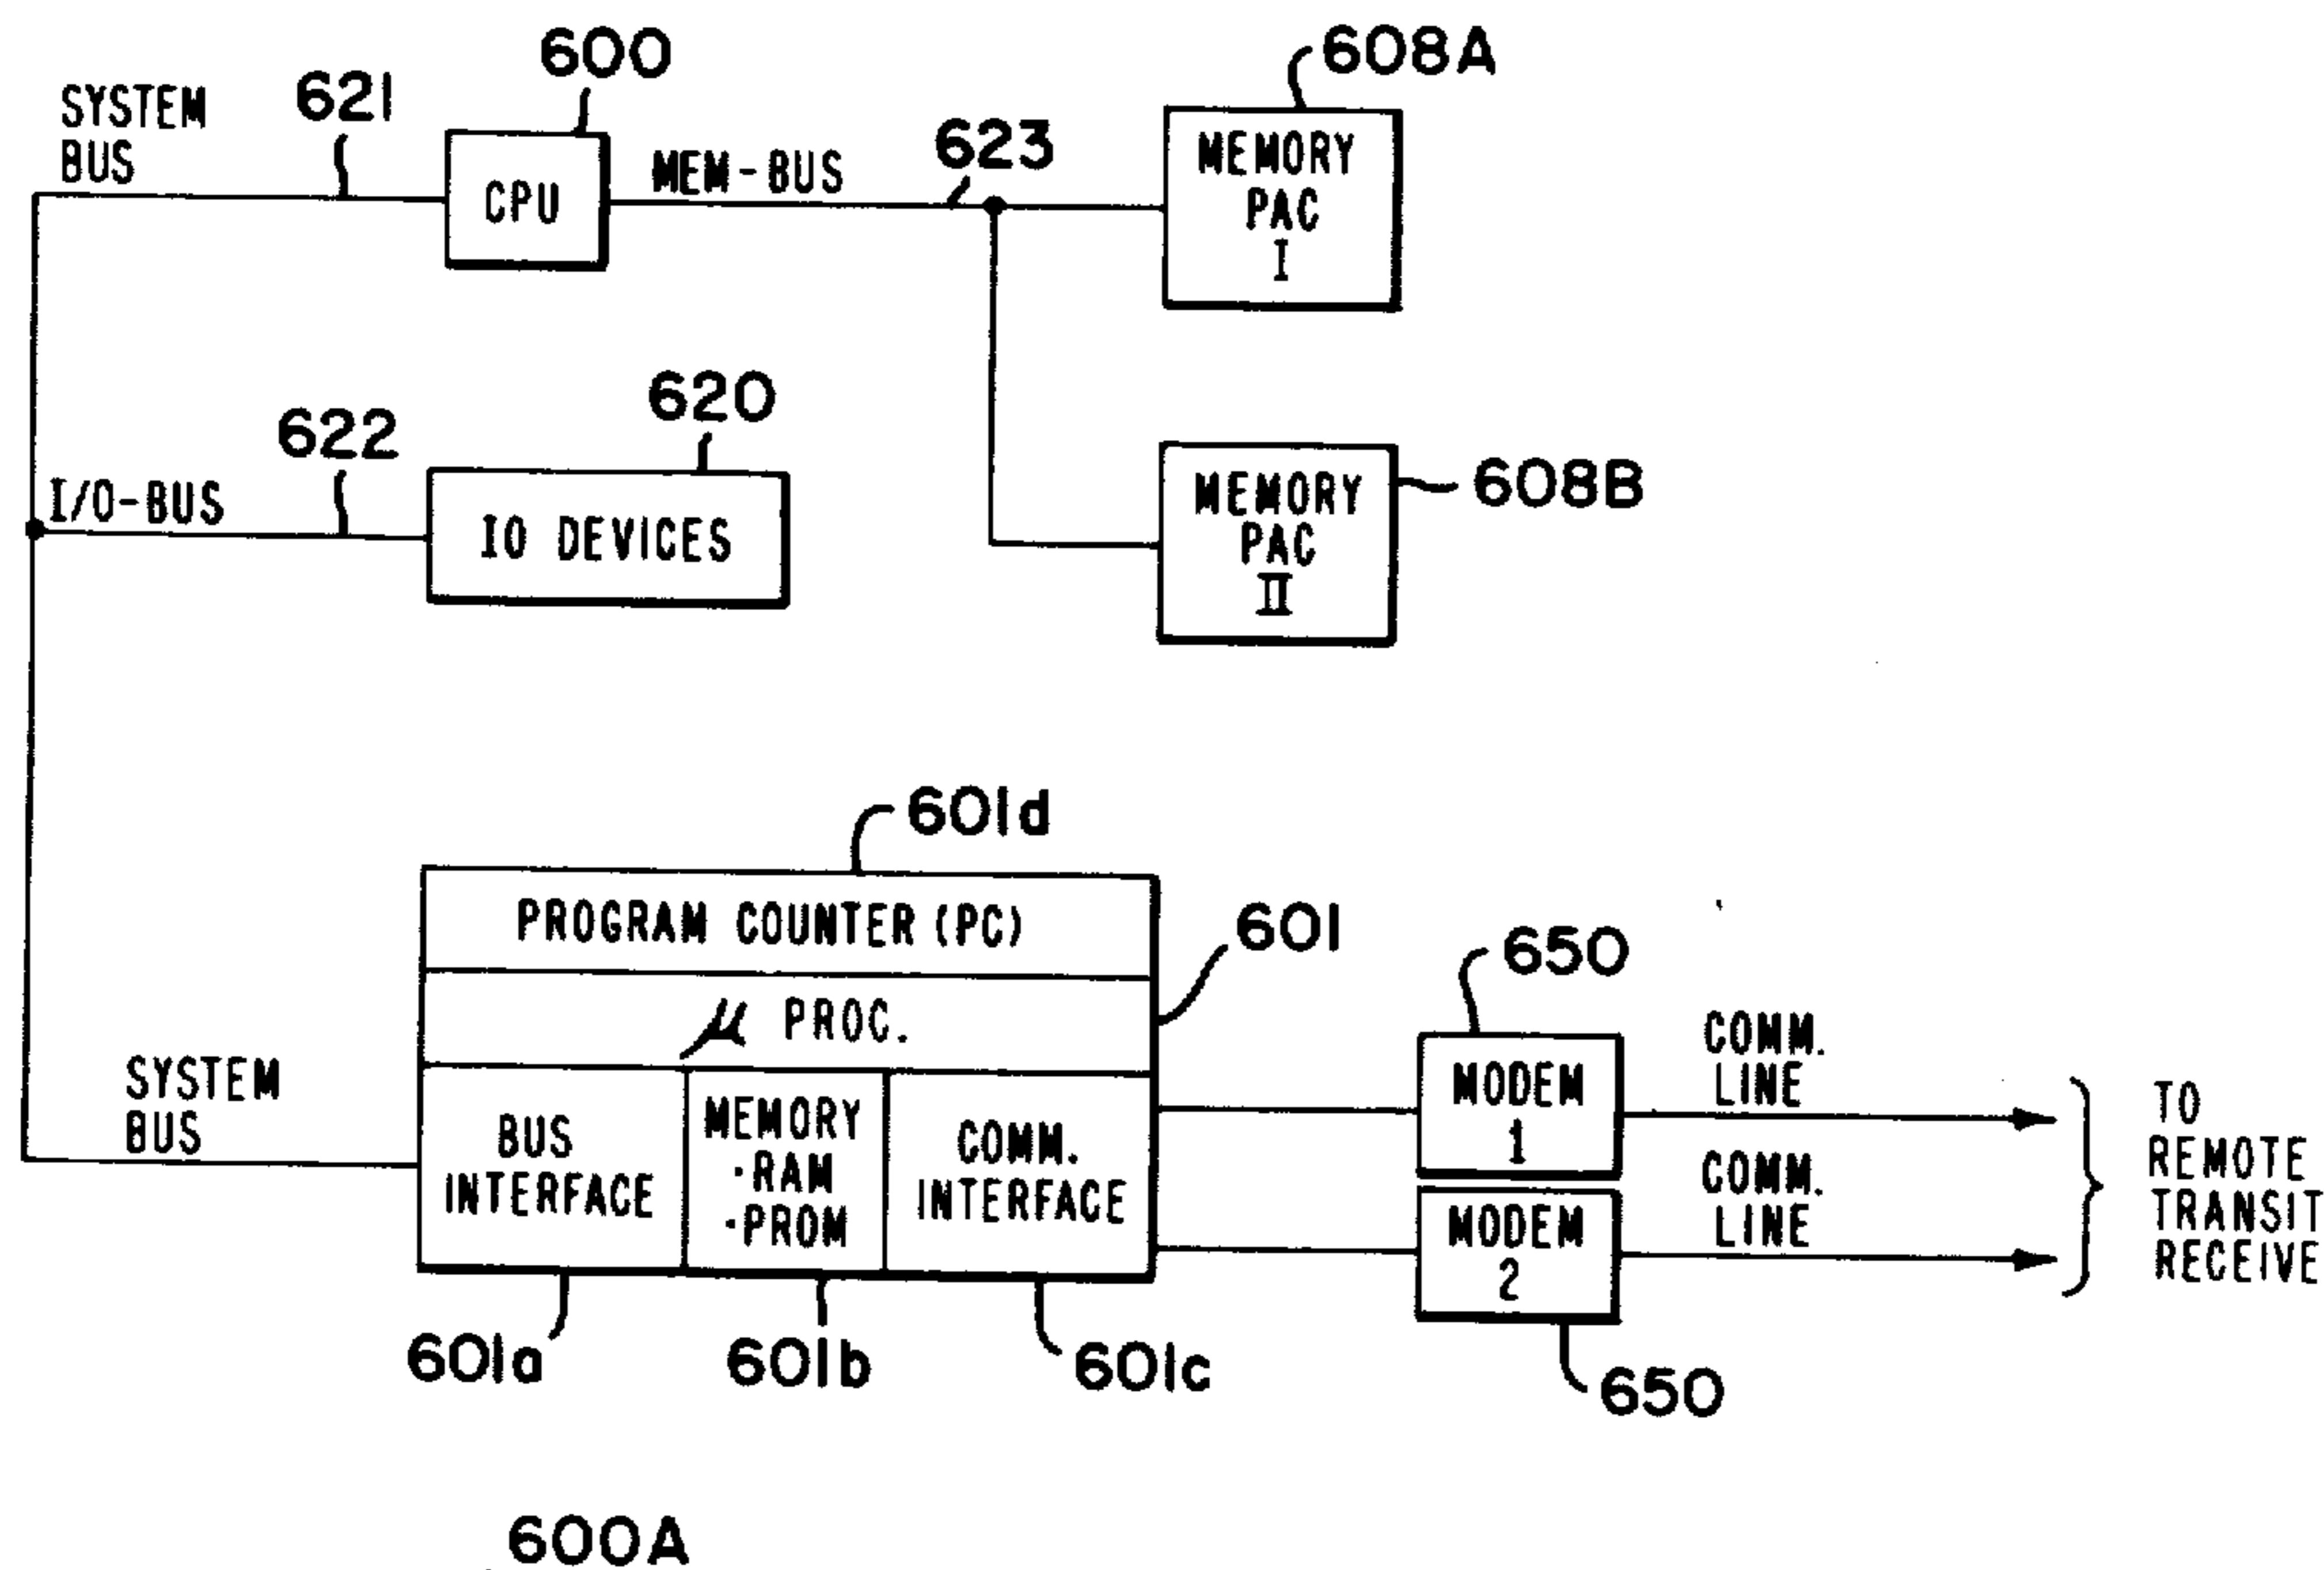 600
608A
SYSTEM
BUS
621
CPU
MEM-BUS
623
MEMORY
PAC
I
622
620
I/O-BUS
IO DEVICES
MEMORY
PAC
II
608B
601d
PROGRAM COUNTER (PC)
601
μ PROC.
650
SYSTEM
BUS
BUS
INTERFACE
MEMORY
·RAM
·PROM
COMM.
INTERFACE
MODEM
1
COMM.
LINE
MODEM
2
COMM.
LINE
TO
REMOTE
TRANSIT
RECEIVE
601a
601b
601c
650
600A